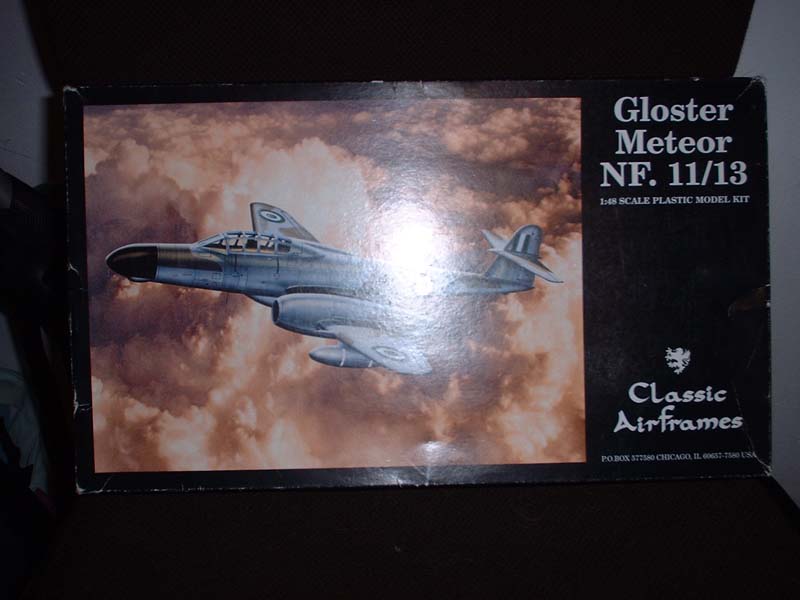 Gloster
Meteor
NF. 11/13
1:48 SCALE PLASTIC MODEL KIT
Classic
Airframes
P.O.BOX 577580 CHICAGO, IL 60657-7580 USA